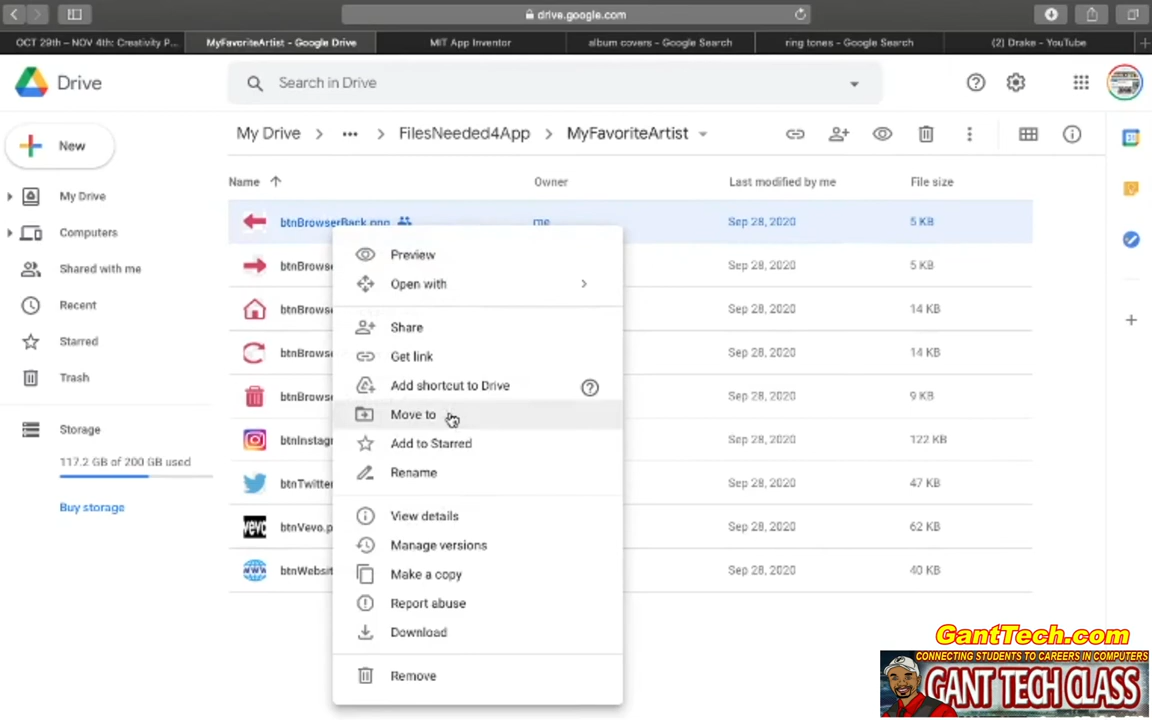 drive.google.com
OCT 29th – NOV 4th: Creativity P...
MyFavoriteArtist - Google Drive
MIT App Inventor
album covers - Google Search
ring tones - Google Search
(2) Drake - YouTube
Drive
Search in Drive
New
My Drive
...
FilesNeeded4App
MyFavoriteArtist
Name
Owner
Last modified by me
File size
My Drive
Computers
Shared with me
Recent
Starred
Trash
Storage
117.2 GB of 200 GB used
Buy storage
btnBrowserBack.png me Sep 28, 2020 5 KB
btnBrowse Sep 28, 2020 5 KB
btnBrowse Sep 28, 2020 14 KB
btnBrowse Sep 28, 2020 14 KB
btnBrowse Sep 28, 2020 9 KB
btnInstag Sep 28, 2020 122 KB
btnTwitter Sep 28, 2020 47 KB
vevo btnVevo.p Sep 28, 2020 62 KB
WWW btnWebsit Sep 28, 2020 40 KB
Preview
Open with
Share
Get link
Add shortcut to Drive
Move to
Add to Starred
Rename
View details
Manage versions
Make a copy
Report abuse
Download
Remove
GantTech.com
CONNECTING STUDENTS TO CAREERS IN COMPUTERS
GANT TECH CLASS